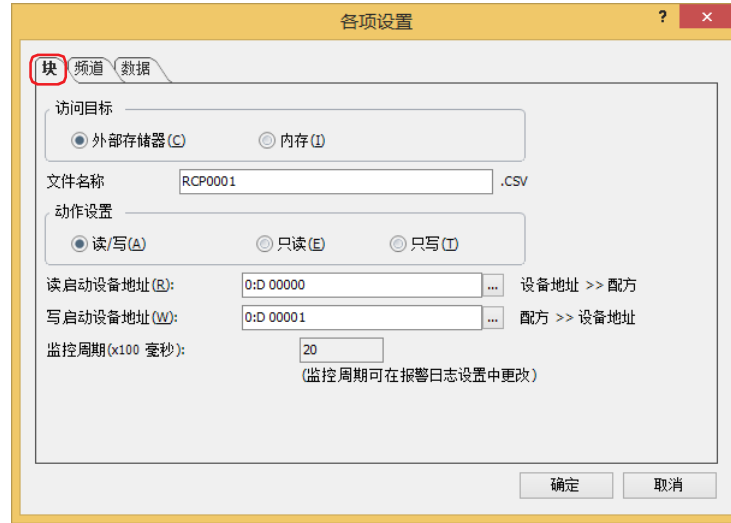 各项设置 ? ×
块 频道 数据
访问目标
外部存储器(C) 内存(I)
文件名称 RCP0001 .CSV
动作设置
读/写(A) 只读(E) 只写(T)
读启动设备地址(R): 0:D 00000 ... 设备地址 >> 配方
写启动设备地址(W): 0:D 00001 ... 配方 >> 设备地址
监控周期(x100 毫秒): 20
(监控周期可在报警日志设置中更改)
确定 取消